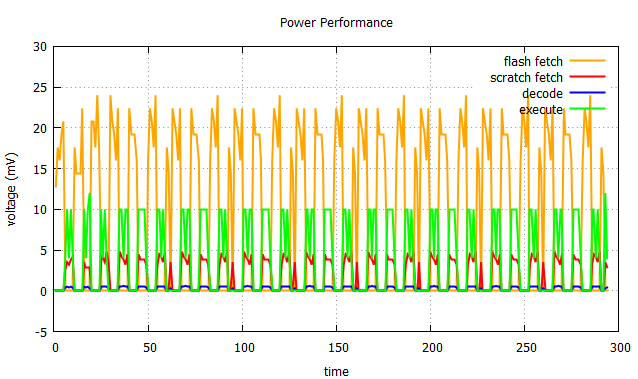 Power Performance
30
25
20
15
10
5
0
-5
voltage (mV)
flash fetch
scratch fetch
decode
execute
0 50 100 150 200 250 300
time